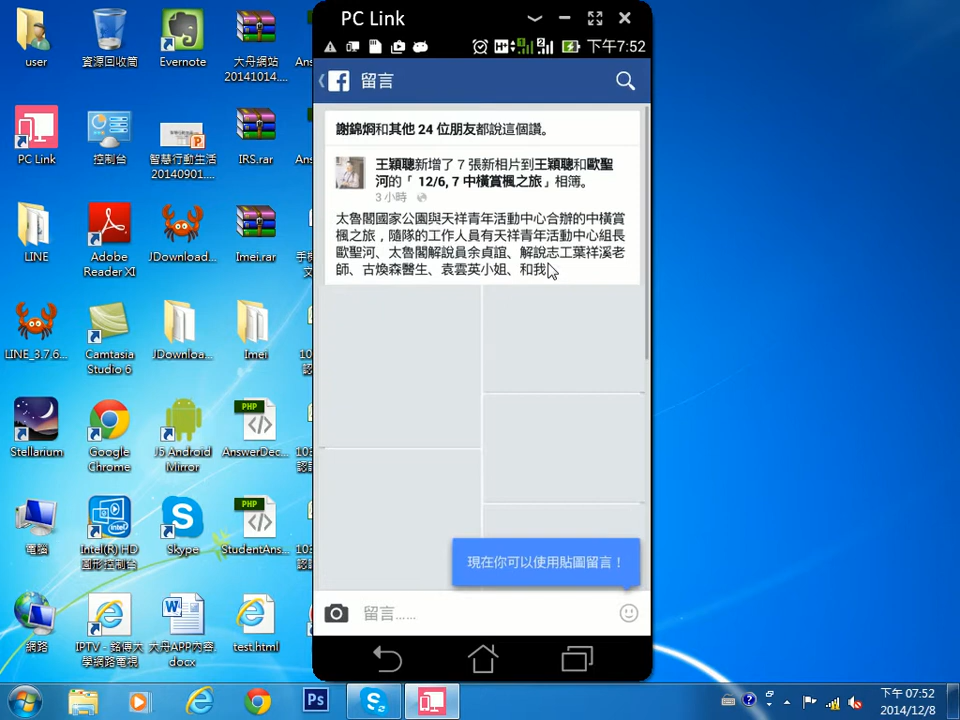 PC Link
下午7:52
留言
謝錦炯和其他 24 位朋友都說這個讚。
王穎聰新增了 7 張新相片到王穎聰和歐聖
河的「 12/6, 7 中橫賞楓之旅」相簿。
3 小時
太魯閣國家公園與天祥青年活動中心合辦的中橫賞
楓之旅，隨隊的工作人員有天祥青年活動中心組長
歐聖河、太魯閣解說員余貞誼、解說志工葉祥溪老
師、古煥森醫生、袁雲英小姐、和我
現在你可以使用貼圖留言！
留言......
user
資源回收筒
Evernote
大舟網站
20141014....
Ans
PC Link
控制台
智慧行動生活
20140901....
IRS.rar
Ans
LINE
Adobe
Reader XI
JDownload...
Imei.rar
手
文
LINE_3.7.6...
Camtasia
Studio 6
JDownloa...
Imei
10
認
Stellarium
Google
Chrome
J5 Android
Mirror
PHP
AnswerDec...
10
認
電腦
Intel(R) HD
圖形控制台
Skype
PHP
StudentAns...
10
認
網路
IPTV - 銘傳大
學網路電視
大舟APP內容.
docx
test.html
Ps
下午 07:52
2014/12/8